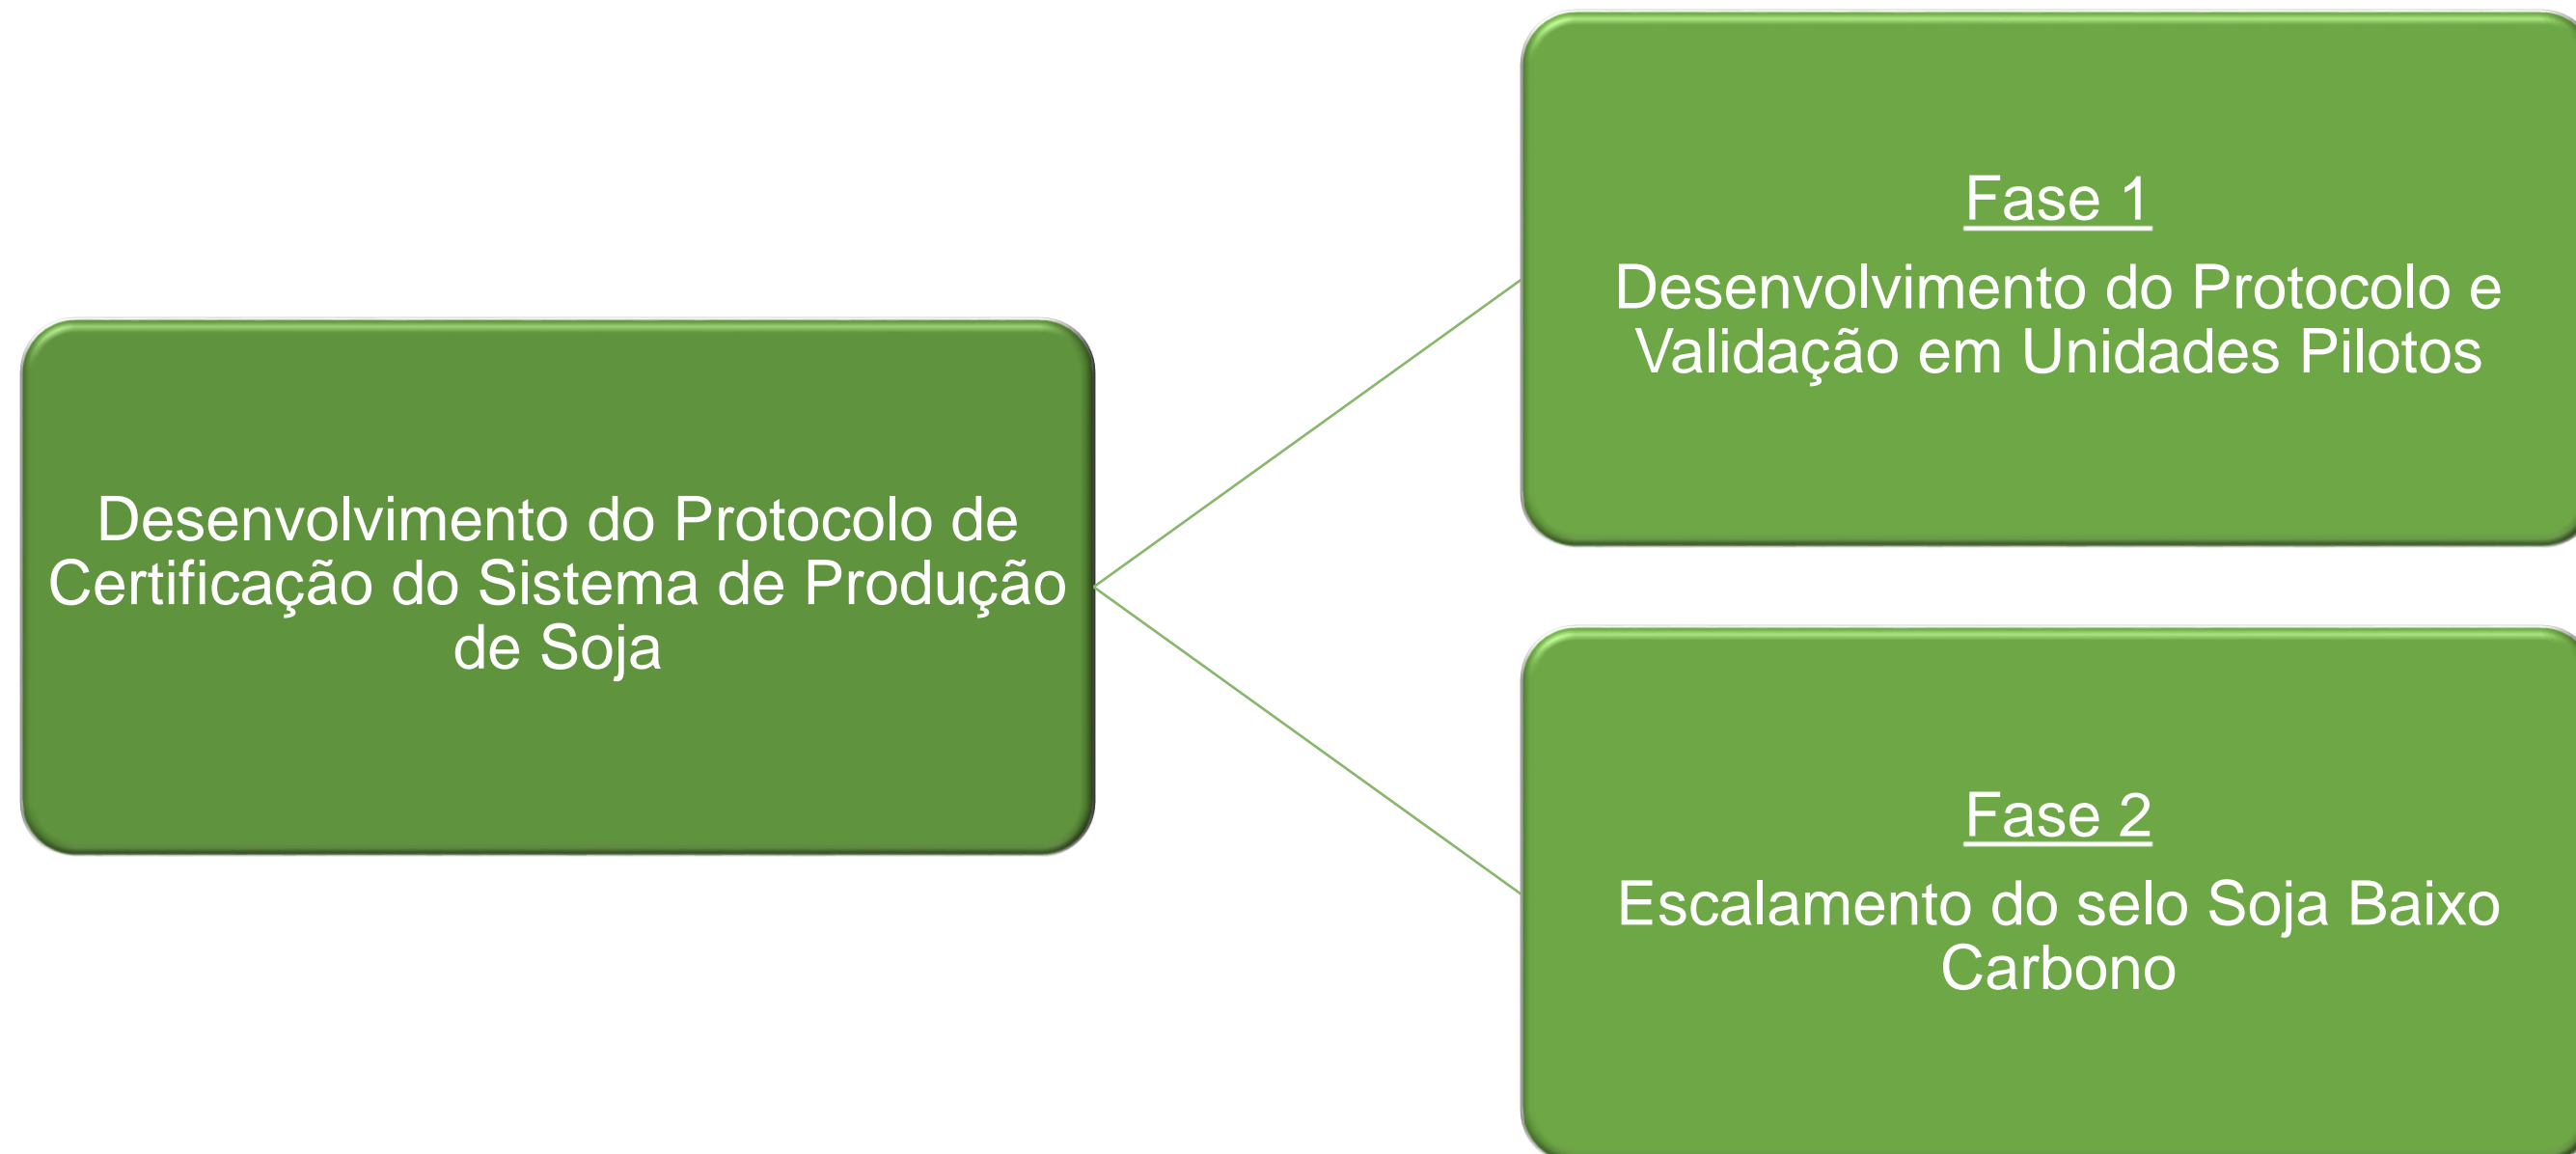 Desenvolvimento do Protocolo de
Certificação do Sistema de Produção
de Soja
Fase 1
Desenvolvimento do Protocolo e
Validação em Unidades Pilotos
Fase 2
Escalamento do selo Soja Baixo
Carbono